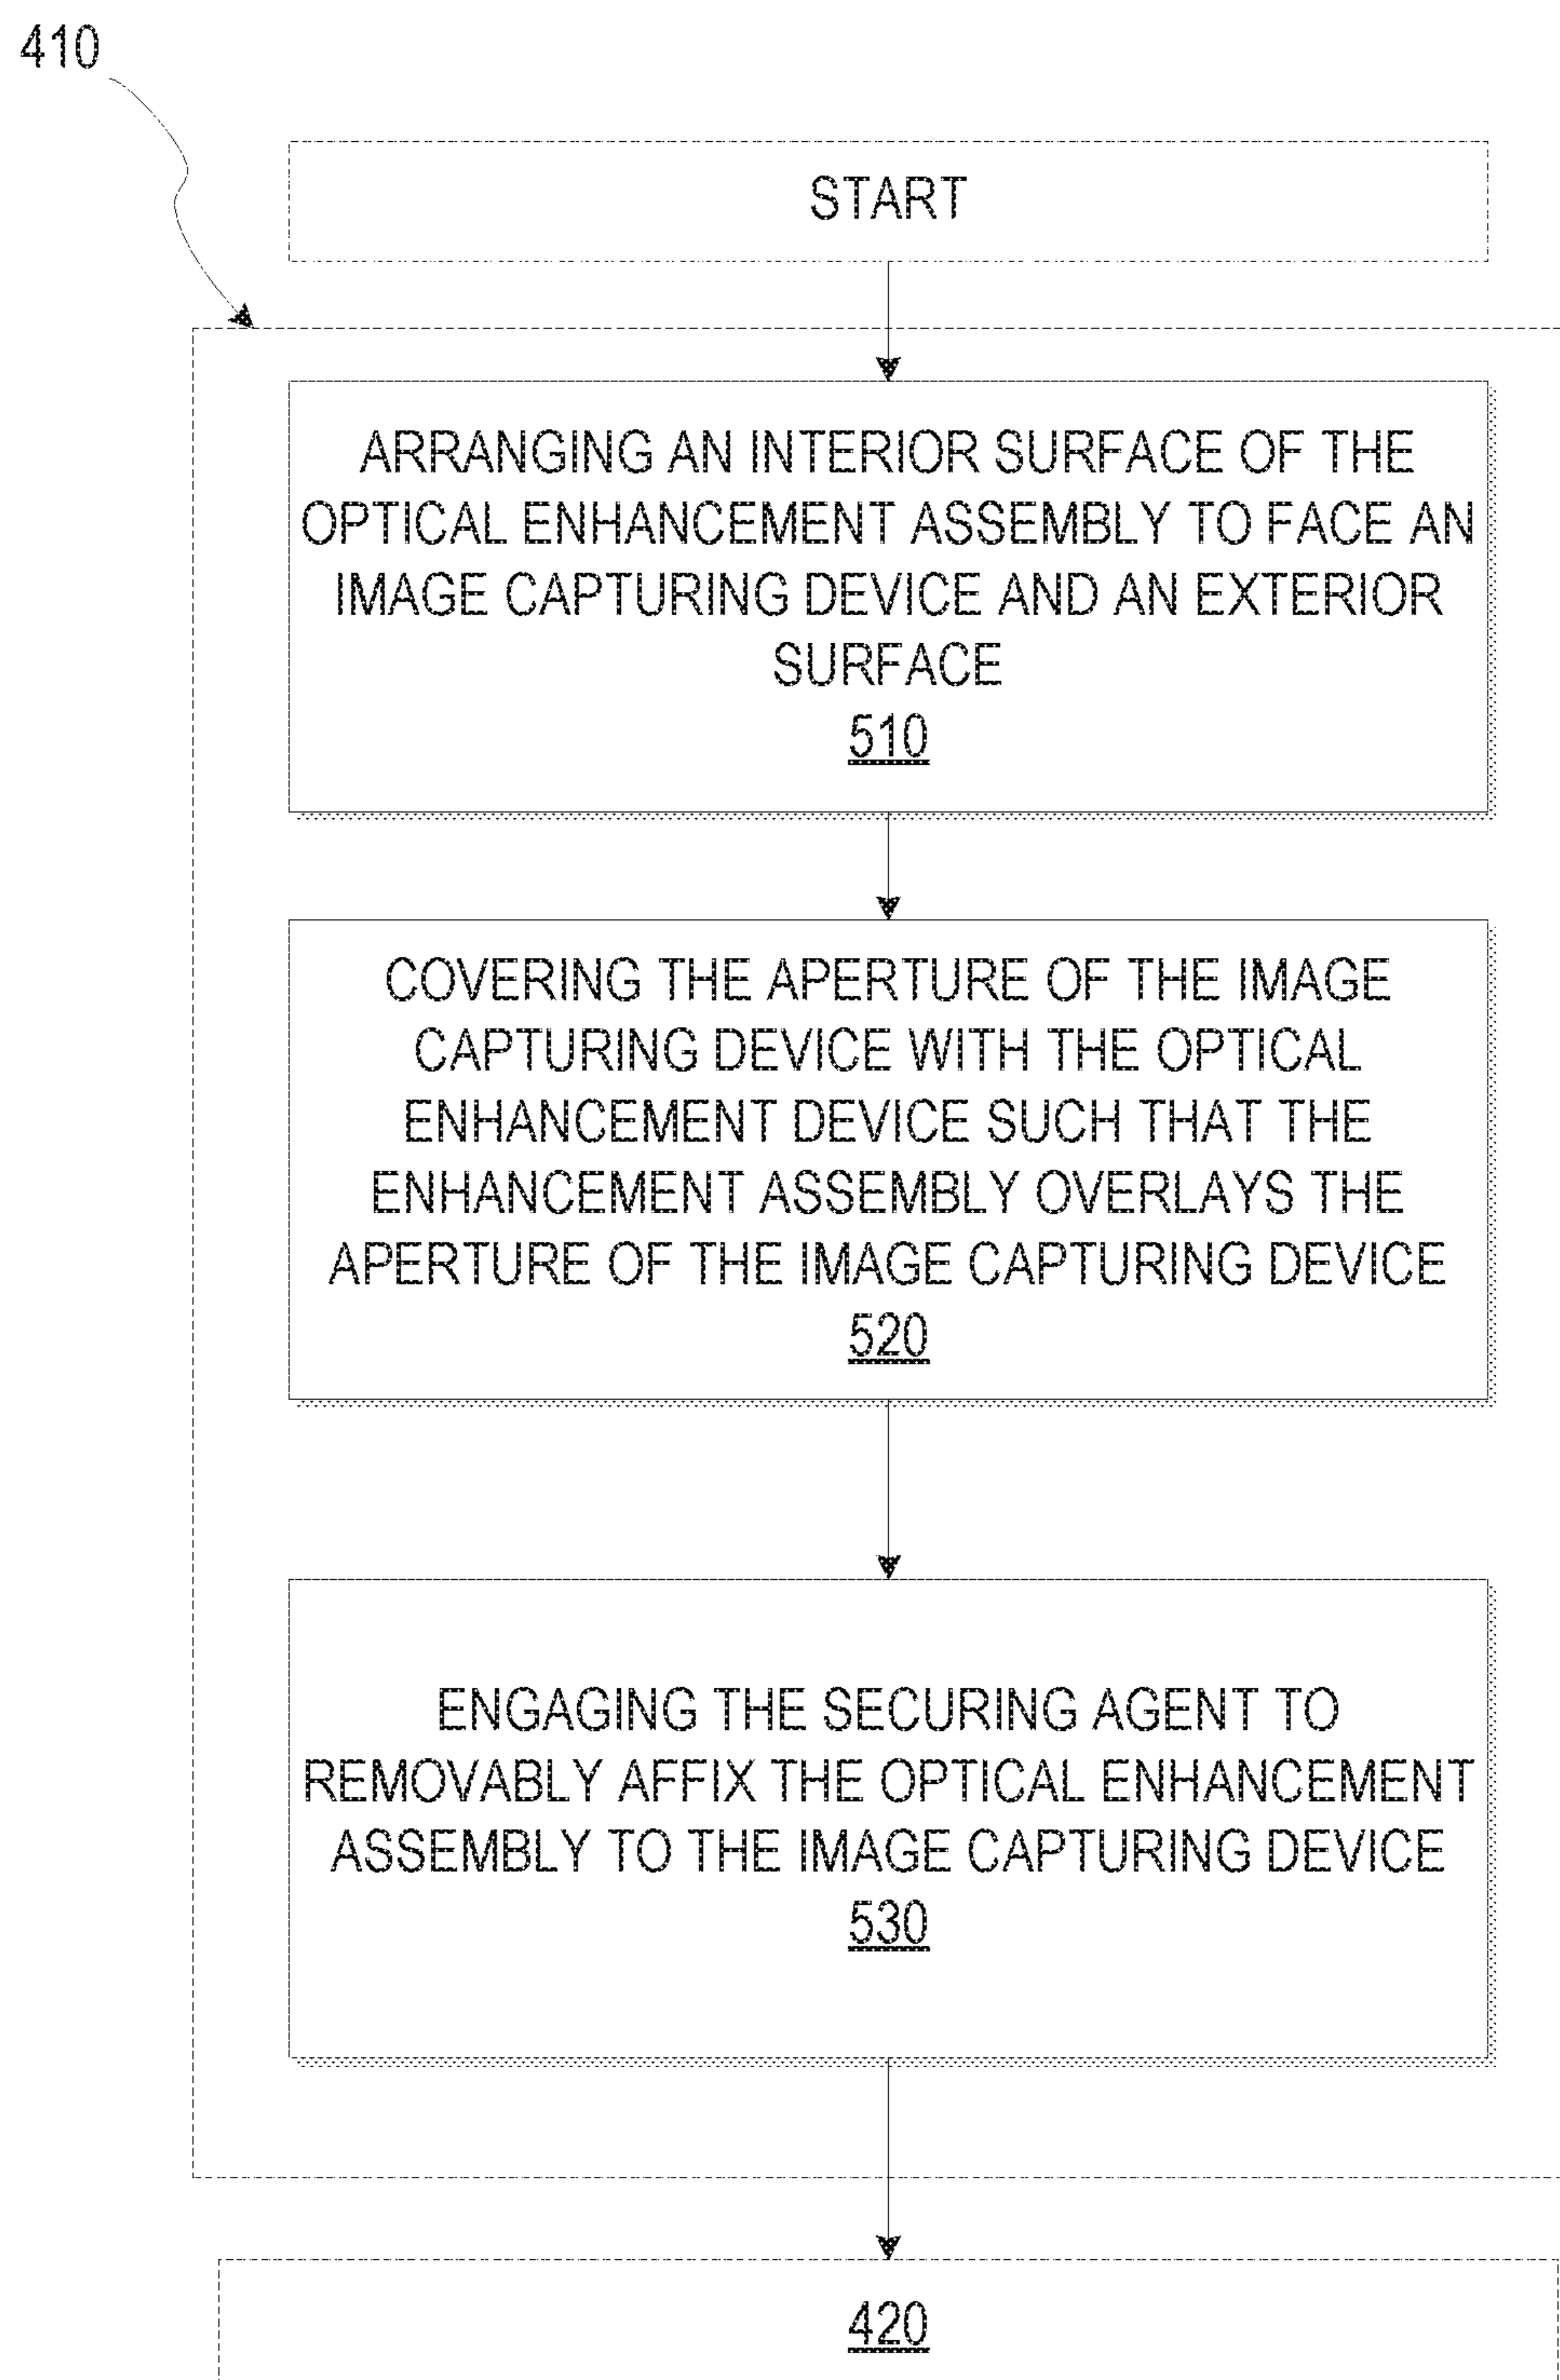 410
START
ARRANGING AN INTERIOR SURFACE OF THE
OPTICAL ENHANCEMENT ASSEMBLY TO FACE AN
IMAGE CAPTURING DEVICE AND AN EXTERIOR
SURFACE
510
COVERING THE APERTURE OF THE IMAGE
CAPTURING DEVICE WITH THE OPTICAL
ENHANCEMENT DEVICE SUCH THAT THE
ENHANCEMENT ASSEMBLY OVERLAYS THE
APERTURE OF THE IMAGE CAPTURING DEVICE
520
ENGAGING THE SECURING AGENT TO
REMOVABLY AFFIX THE OPTICAL ENHANCEMENT
ASSEMBLY TO THE IMAGE CAPTURING DEVICE
530
420